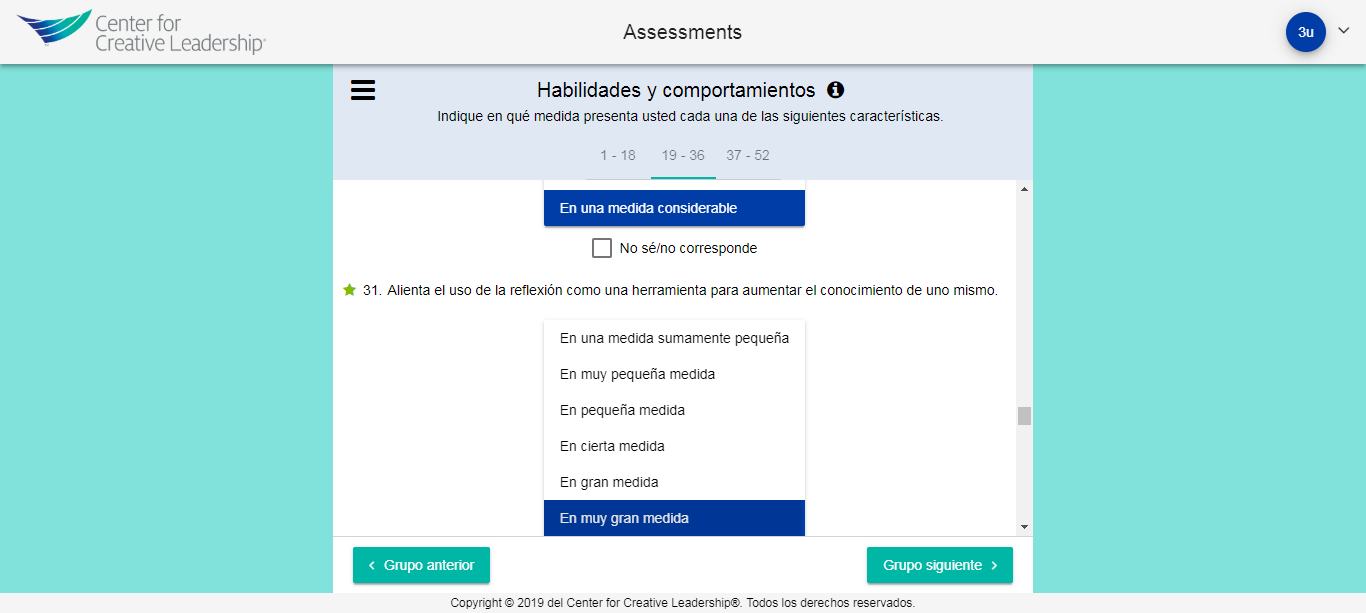 Center for
Creative Leadership®
Assessments
3u
Habilidades y comportamientos
Indique en qué medida presenta usted cada una de las siguientes características.
1 - 18 19 - 36 37 - 52
En una medida considerable
No sé/no corresponde
31. Alienta el uso de la reflexión como una herramienta para aumentar el conocimiento de uno mismo.
En una medida sumamente pequeña
En muy pequeña medida
En pequeña medida
En cierta medida
En gran medida
En muy gran medida
Grupo anterior
Grupo siguiente
Copyright © 2019 del Center for Creative Leadership®. Todos los derechos reservados.